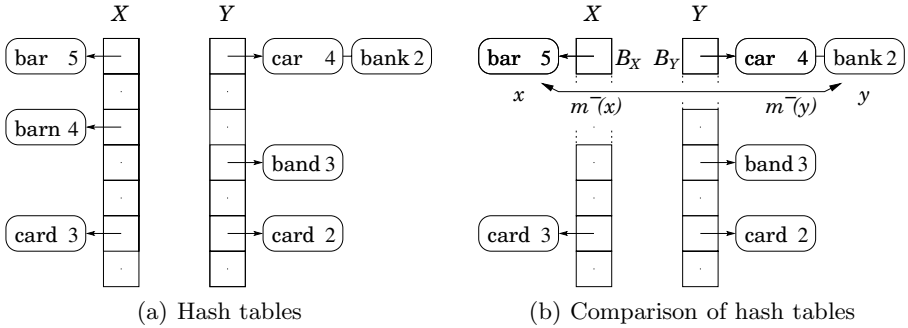 X Y X Y
bar 5 car 4 bank 2 bar 5 B_X B_Y car 4 bank 2
x m¯(x) m¯(y) y
barn 4
band 3 band 3
card 3 card 2 card 3 card 2
(a) Hash tables (b) Comparison of hash tables